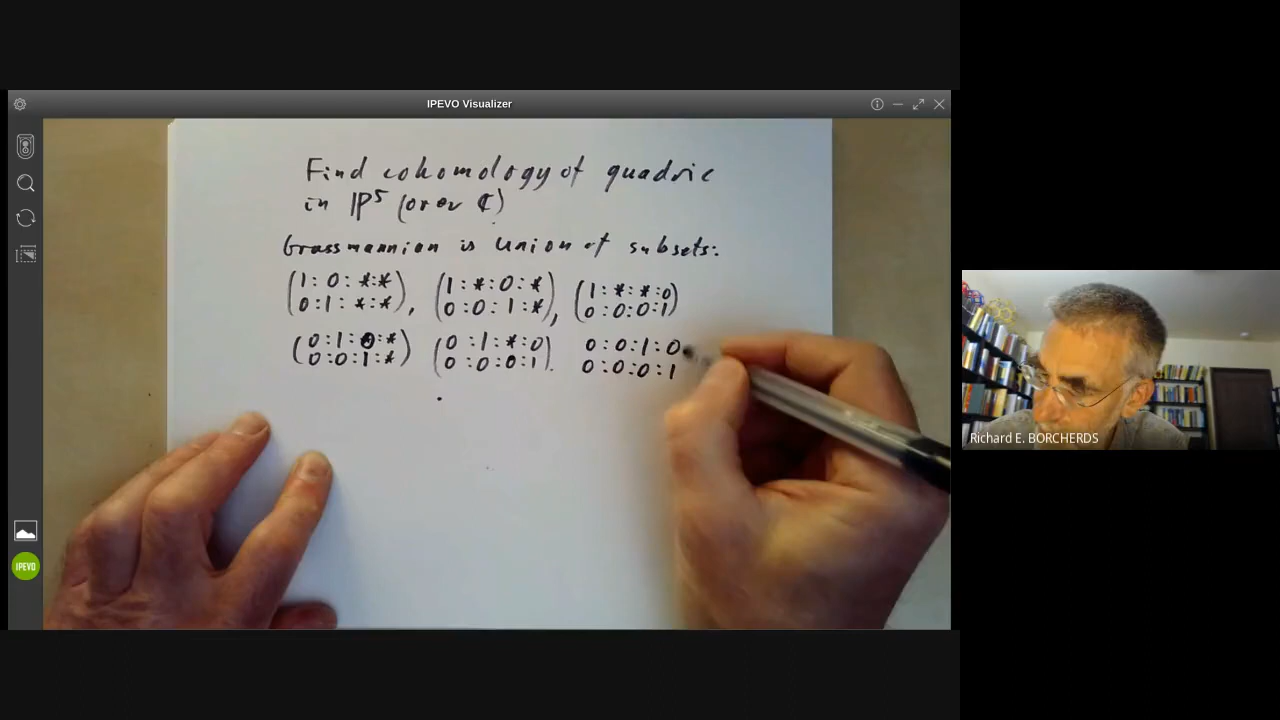 IPEVO Visualizer
Find cohomology of quadric
in ℙ⁵ (over ℂ)
Grassmannian is union of subsets:
(1:0:*:* / 0:1:*:*), (1:*:0:* / 0:0:1:*), (1:*:*:0 / 0:0:0:1)
(0:1:0:* / 0:0:1:*) (0:1:*:0 / 0:0:0:1). 0:0:1:0 / 0:0:0:1
IPEVO
Richard E. BORCHERDS